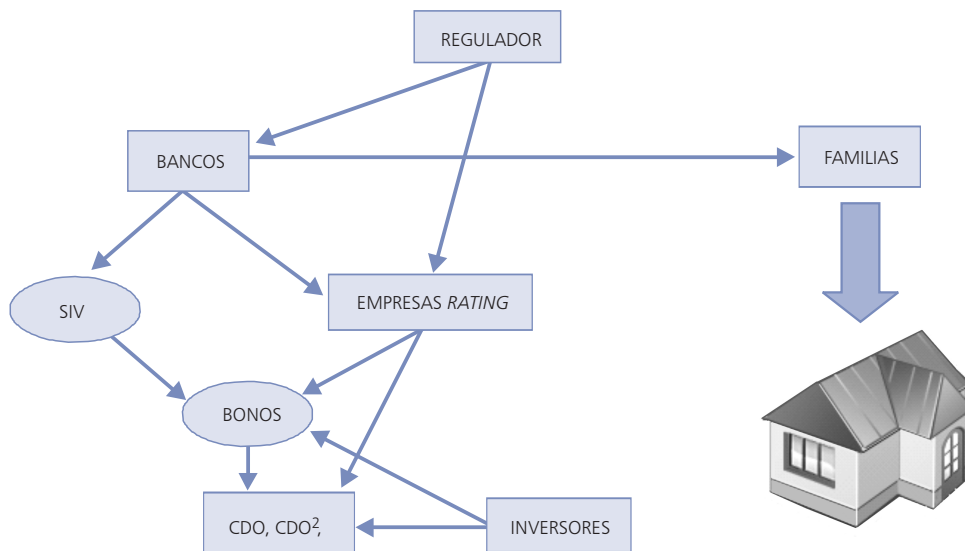 REGULADOR
BANCOS
FAMILIAS
SIV
EMPRESAS RATING
BONOS
CDO, CDO²,
INVERSORES